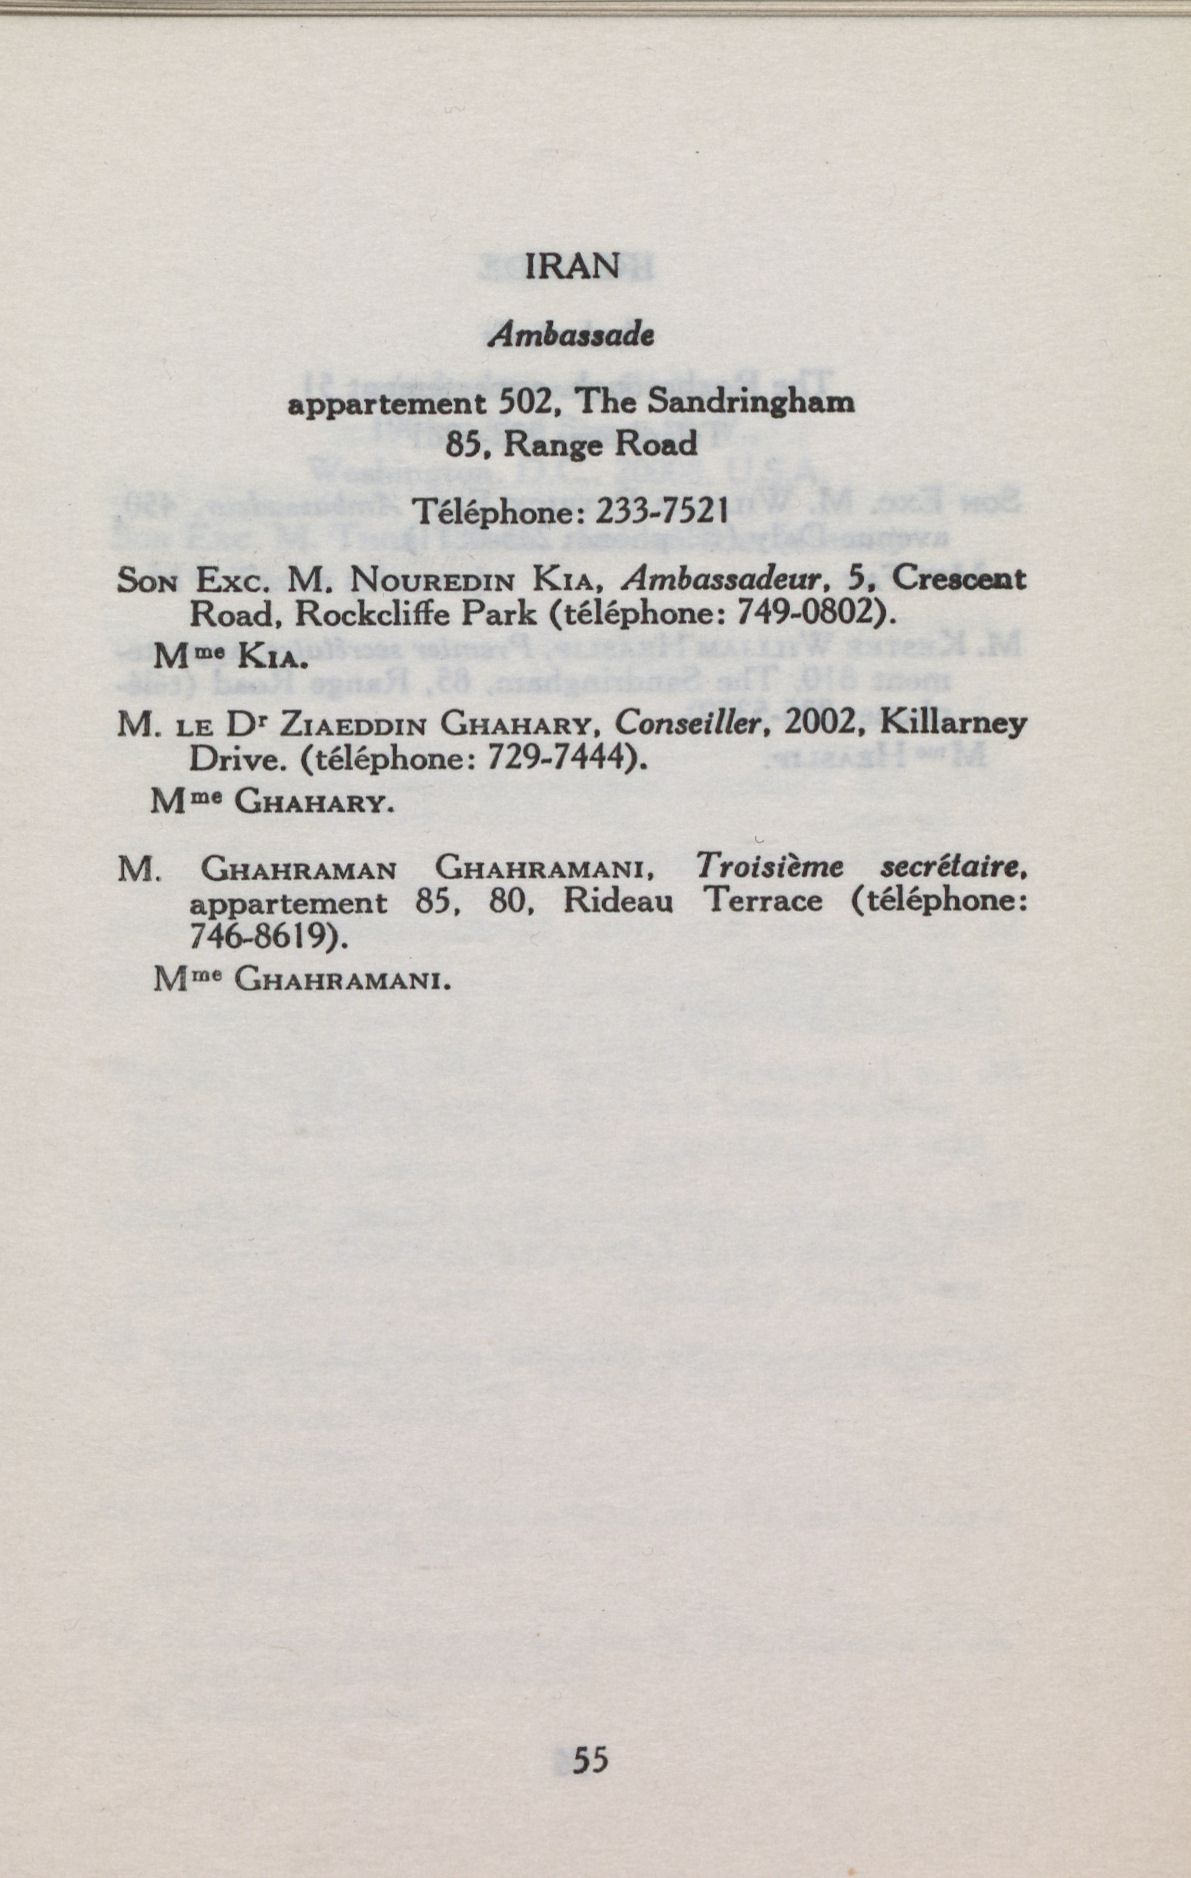 IRAN
Ambassade
appartement 502, The Sandringham
85, Range Road
Téléphone: 233-7521
SON EXC. M. NOUREDIN KIA, Ambassadeur, 5, Crescent
Road, Rockcliffe Park (téléphone: 749-0802).
Mme KIA.
M. LE Dr ZIAEDDIN GHAHARY, Conseiller, 2002, Killarney
Drive. (téléphone: 729-7444).
Mme GHAHARY.
M. GHAHRAMAN GHAHRAMANI, Troisième secrétaire,
appartement 85, 80, Rideau Terrace (téléphone:
746-8619).
Mme GHAHRAMANI.
55